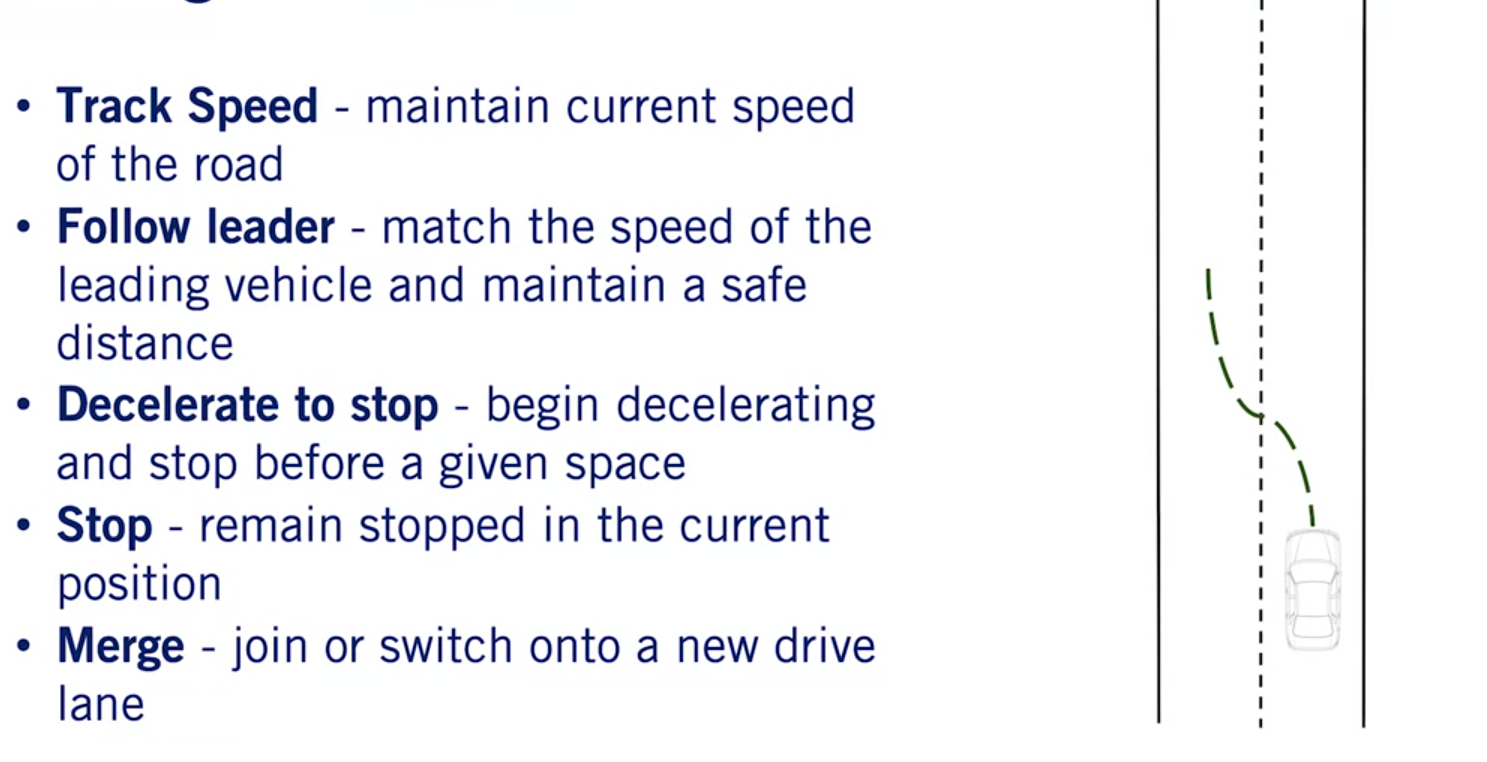 • Track Speed - maintain current speed
of the road
• Follow leader - match the speed of the
leading vehicle and maintain a safe
distance
• Decelerate to stop - begin decelerating
and stop before a given space
• Stop - remain stopped in the current
position
• Merge - join or switch onto a new drive
lane